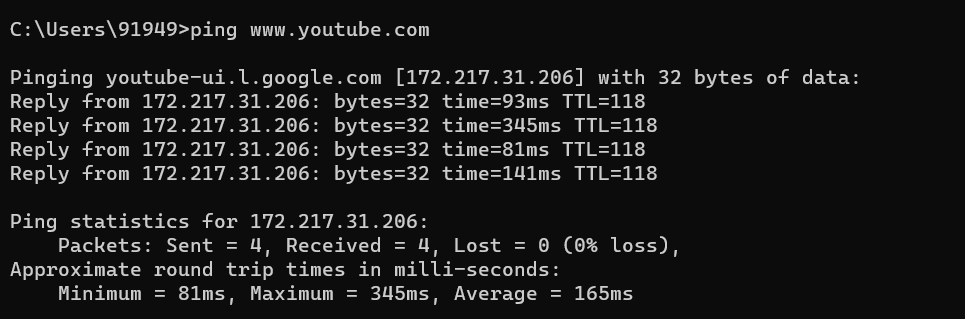 C:\Users\91949>ping www.youtube.com
Pinging youtube-ui.l.google.com [172.217.31.206] with 32 bytes of data:
Reply from 172.217.31.206: bytes=32 time=93ms TTL=118
Reply from 172.217.31.206: bytes=32 time=345ms TTL=118
Reply from 172.217.31.206: bytes=32 time=81ms TTL=118
Reply from 172.217.31.206: bytes=32 time=141ms TTL=118
Ping statistics for 172.217.31.206:
    Packets: Sent = 4, Received = 4, Lost = 0 (0% loss),
Approximate round trip times in milli-seconds:
    Minimum = 81ms, Maximum = 345ms, Average = 165ms